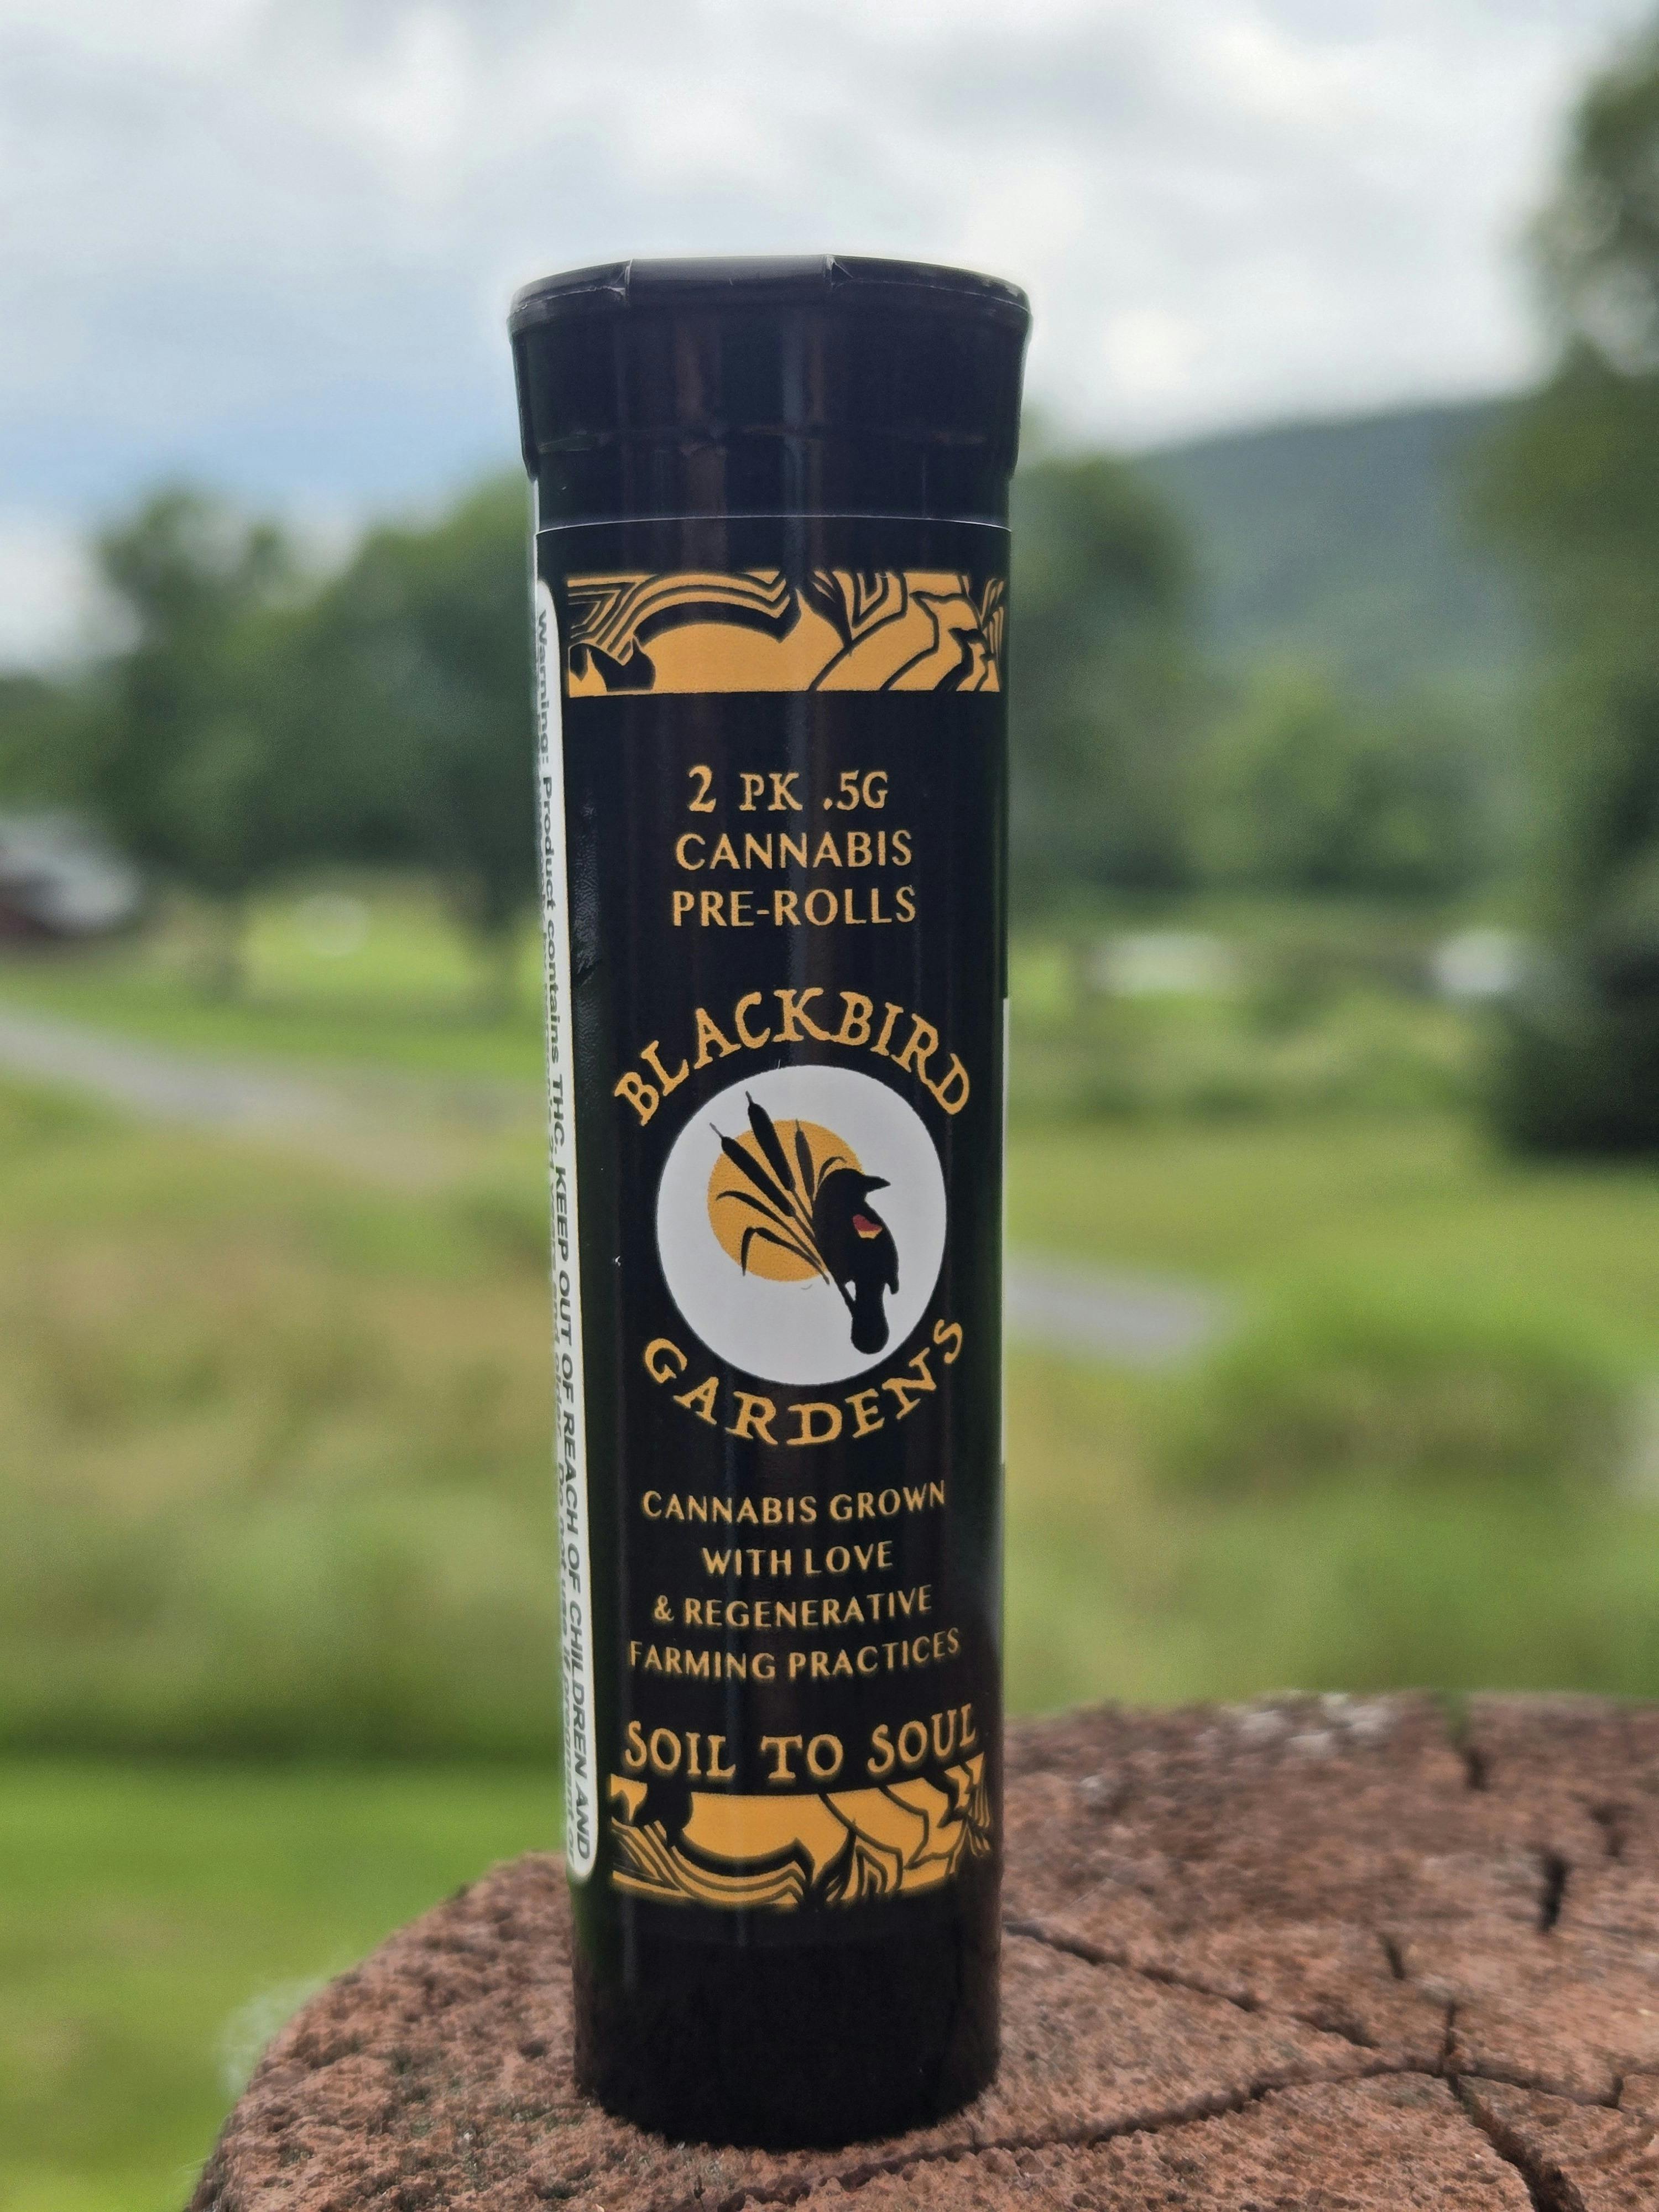 2 PK .5G
CANNABIS
PRE-ROLLS
BLACKBIRD
GARDENS
CANNABIS GROWN
WITH LOVE
& REGENERATIVE
FARMING PRACTICES
SOIL TO SOUL
Warning: Product contains THC. KEEP OUT OF REACH OF CHILDREN AND